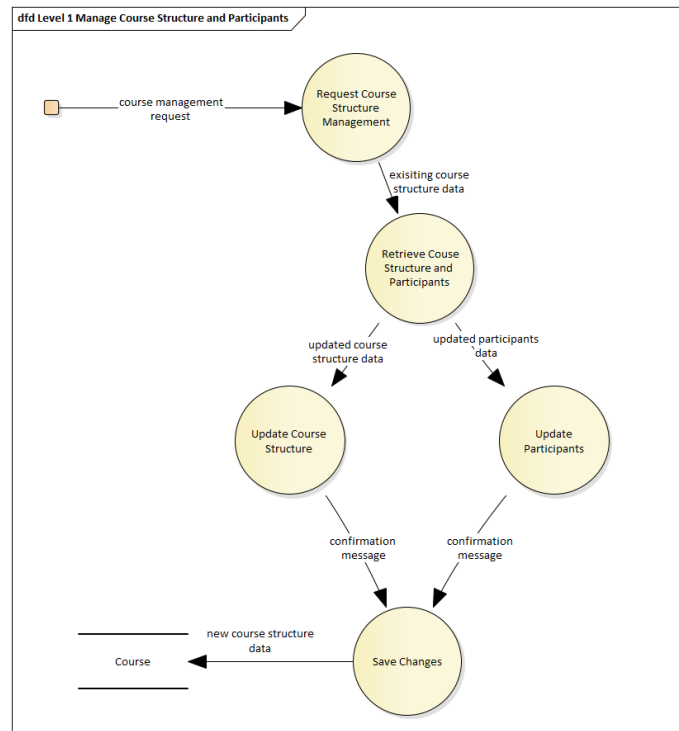 dfd Level 1 Manage Course Structure and Participants
Request Course
Structure
Management
course management
request
exisiting course
structure data
Retrieve Couse
Structure and
Participants
updated course
structure data
updated participants
data
Update Course
Structure
Update
Participants
confirmation
message
confirmation
message
new course structure
data
Course
Save Changes